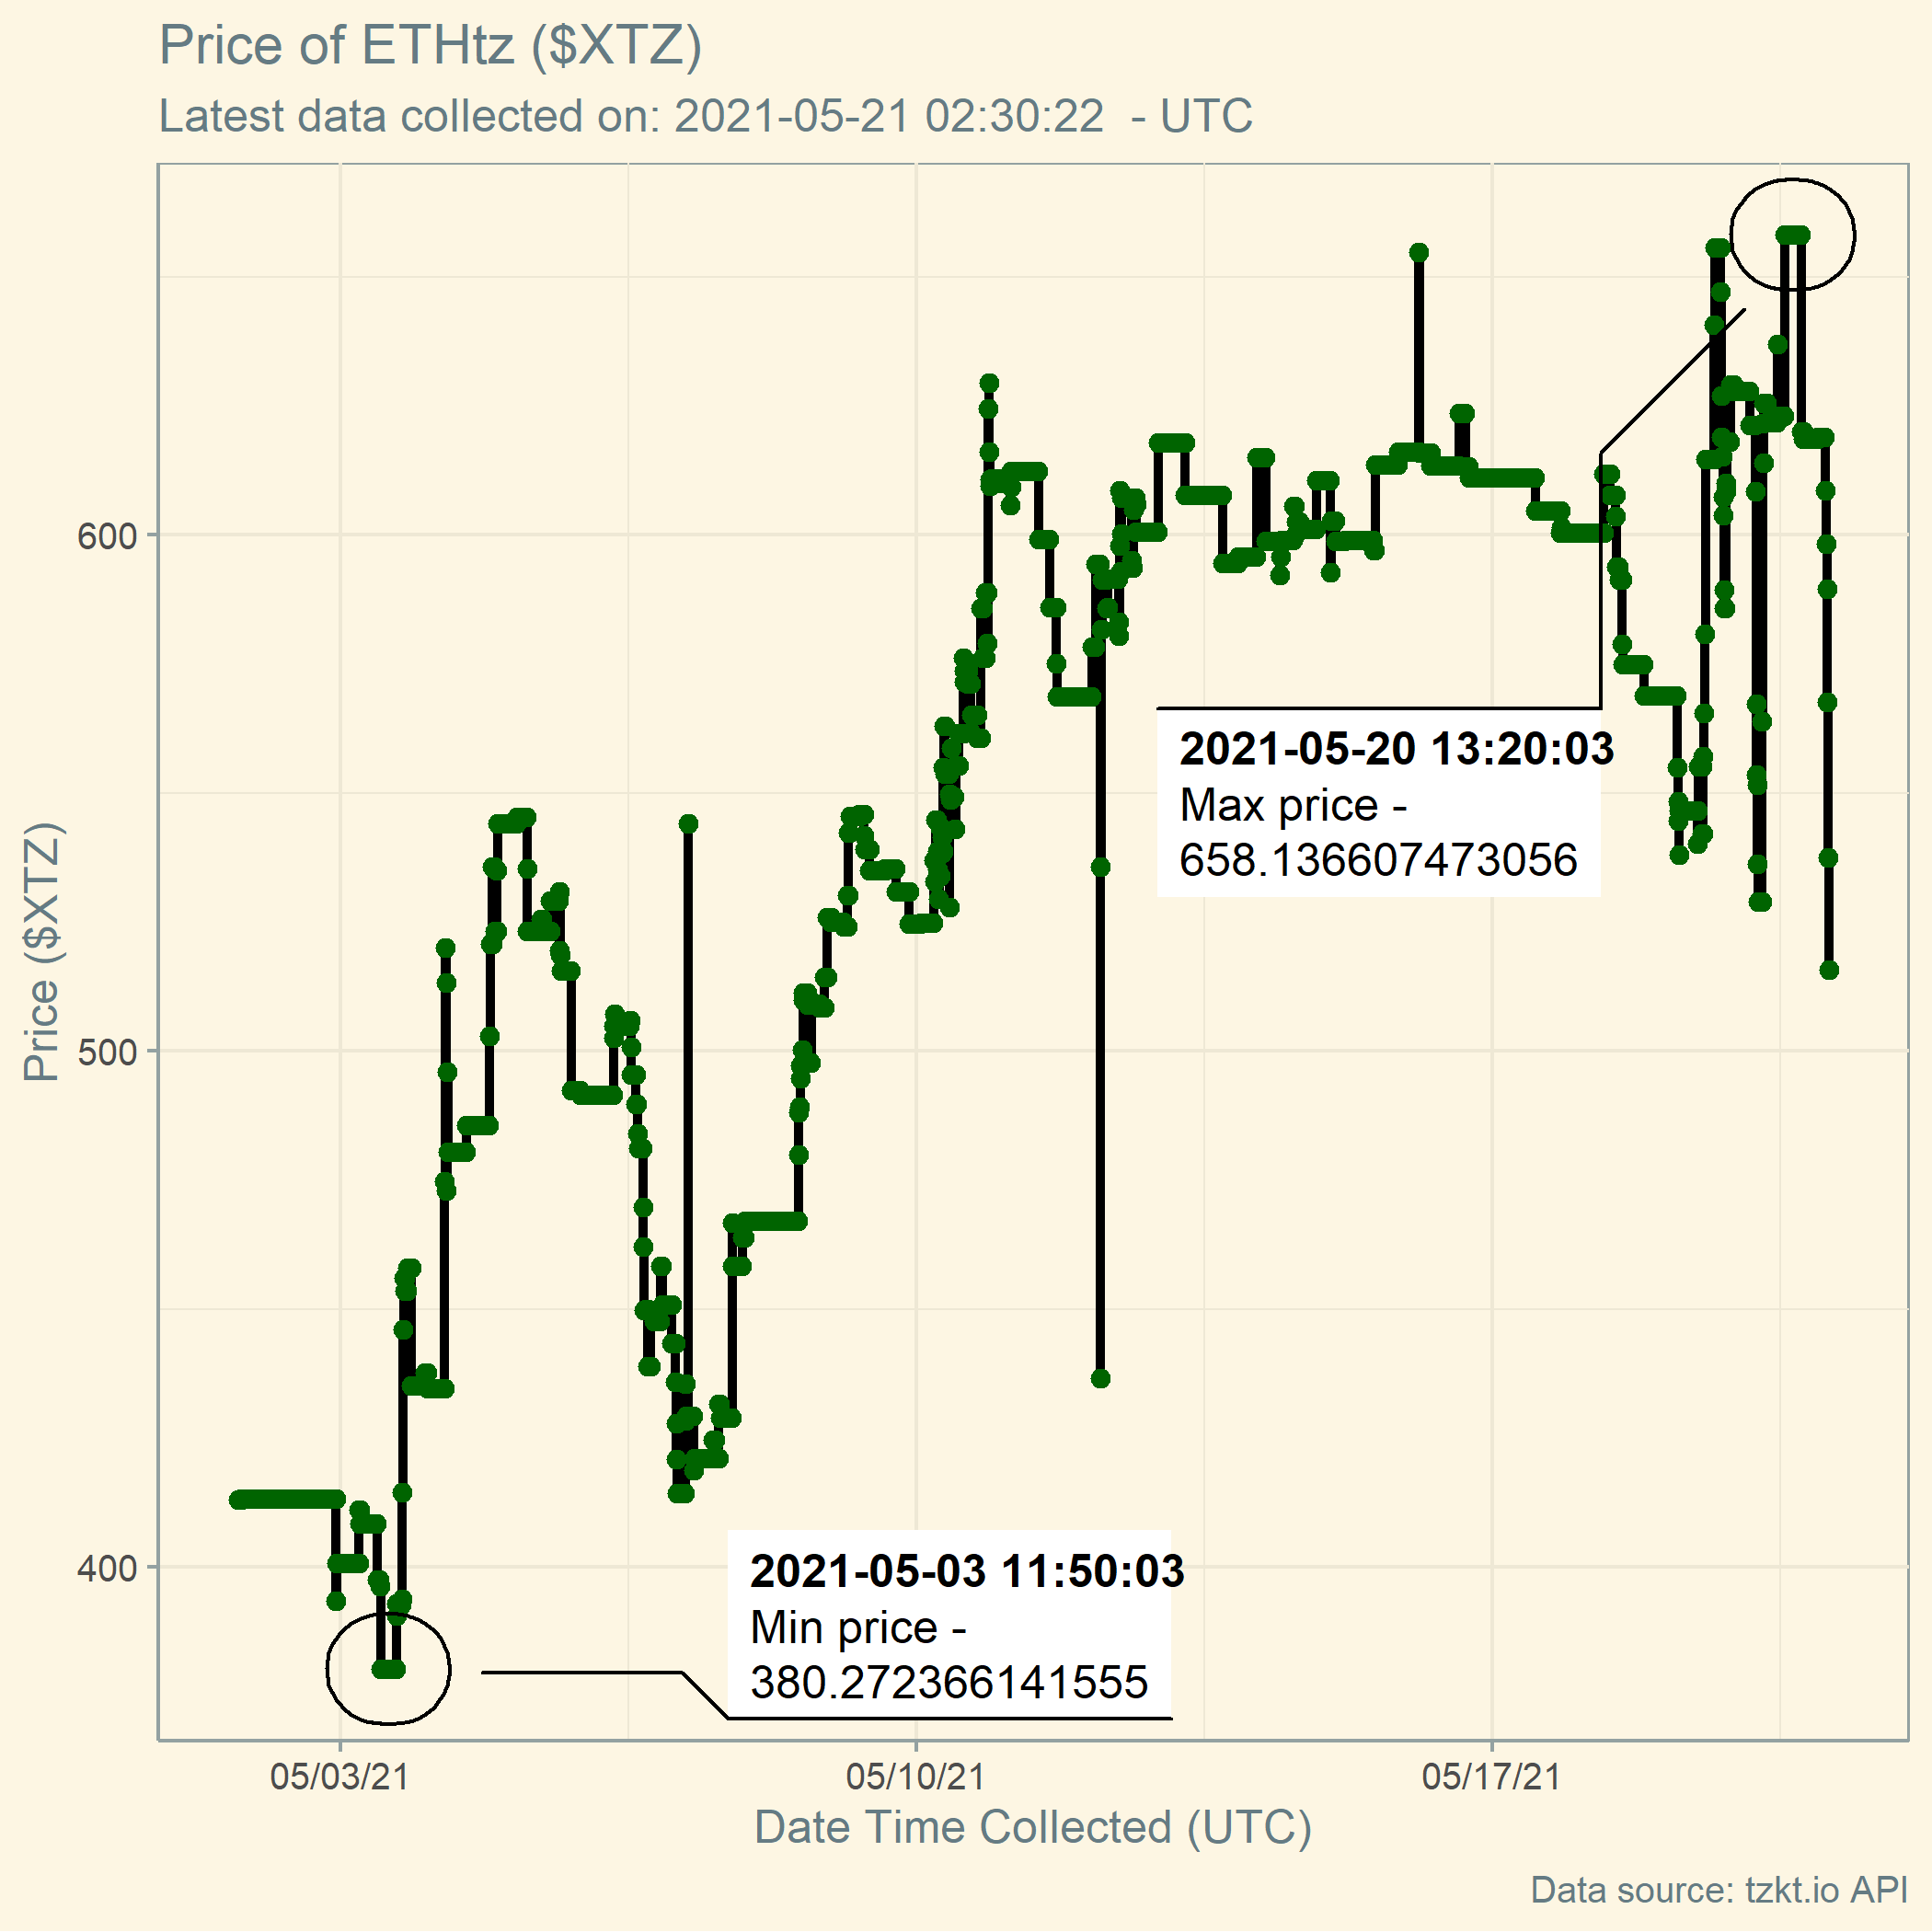 Price of ETHtz ($XTZ)
Latest data collected on: 2021-05-21 02:30:22  - UTC
Price ($XTZ)
600
500
400
2021-05-20 13:20:03
Max price -
658.136607473056
2021-05-03 11:50:03
Min price -
380.272366141555
05/03/21
05/10/21
05/17/21
Date Time Collected (UTC)
Data source: tzkt.io API